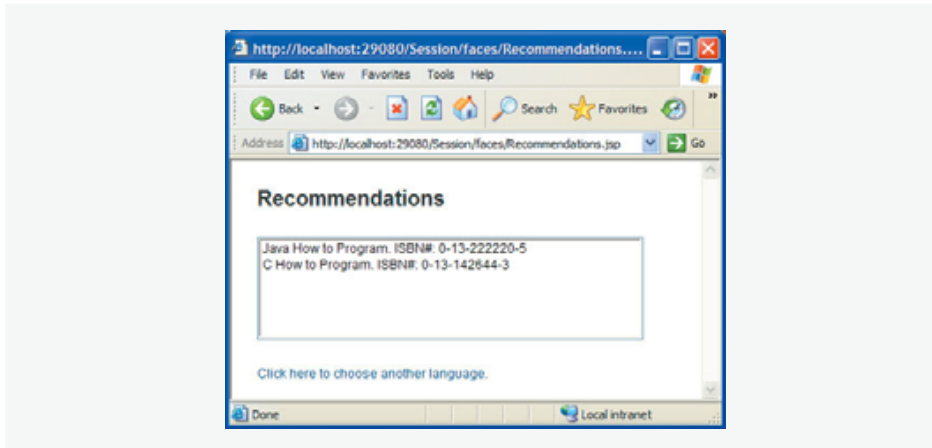 http://localhost:29080/Session/faces/Recommendations....
File Edit View Favorites Tools Help
Back Search Favorites »
Address http://localhost:29080/Session/faces/Recommendations.jsp Go
Recommendations
Java How to Program. ISBN#: 0-13-222220-5
C How to Program. ISBN#: 0-13-142644-3
Click here to choose another language.
Done Local intranet